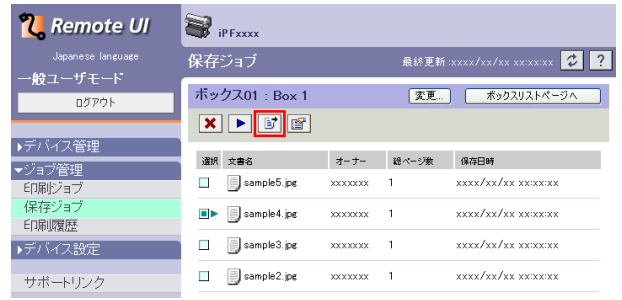 Remote UI
Japanese language
一般ユーザモード
ログアウト
▶デバイス管理
▼ジョブ管理
印刷ジョブ
保存ジョブ
印刷履歴
▶デバイス設定
サポートリンク
iPFxxxx
保存ジョブ
最終更新:xxxx/xx/xx xx:xx:xx
?
ボックス01 : Box 1
変更...
ボックスリストページへ
選択 文書名 オーナー 総ページ数 保存日時
sample5.jpg xxxxxxx 1 xxxx/xx/xx xx:xx:xx
sample4.jpg xxxxxxx 1 xxxx/xx/xx xx:xx:xx
sample3.jpg xxxxxxx 1 xxxx/xx/xx xx:xx:xx
sample2.jpg xxxxxxx 1 xxxx/xx/xx xx:xx:xx